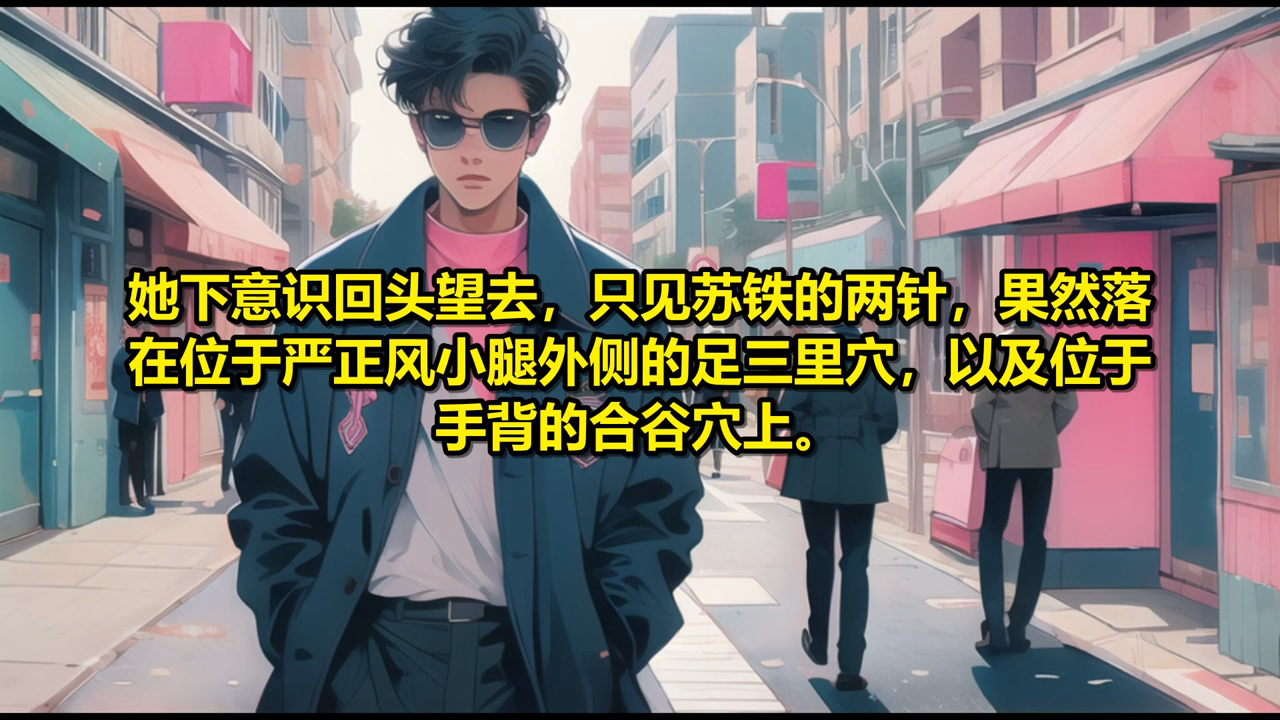 她下意识回头望去，只见苏铁的两针，果然落
在位于严正风小腿外侧的足三里穴，以及位于
手背的合谷穴上。